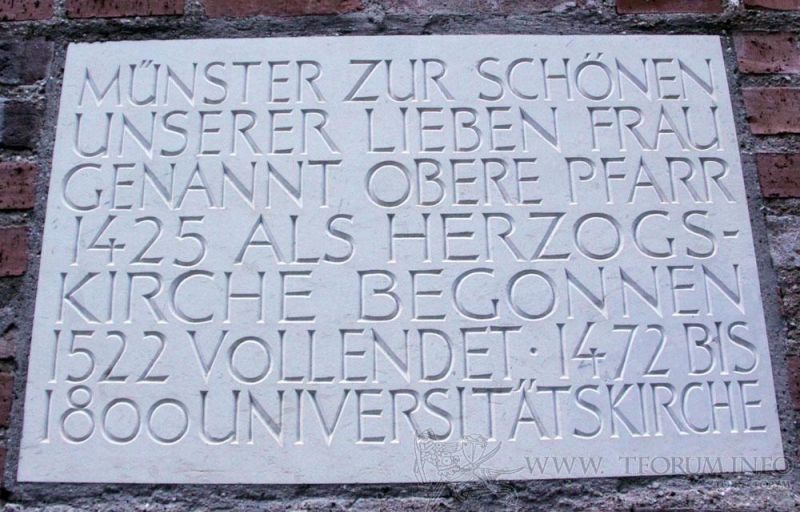 MÜNSTER ZUR SCHÖNEN
UNSERER LIEBEN FRAU
GENANNT OBERE PFARR
1425 ALS HERZOGS-
KIRCHE BEGONNEN
1522 VOLLENDET · 1472 BIS
1800 UNIVERSITÄTSKIRCHE
WWW. TFORUM.INFO